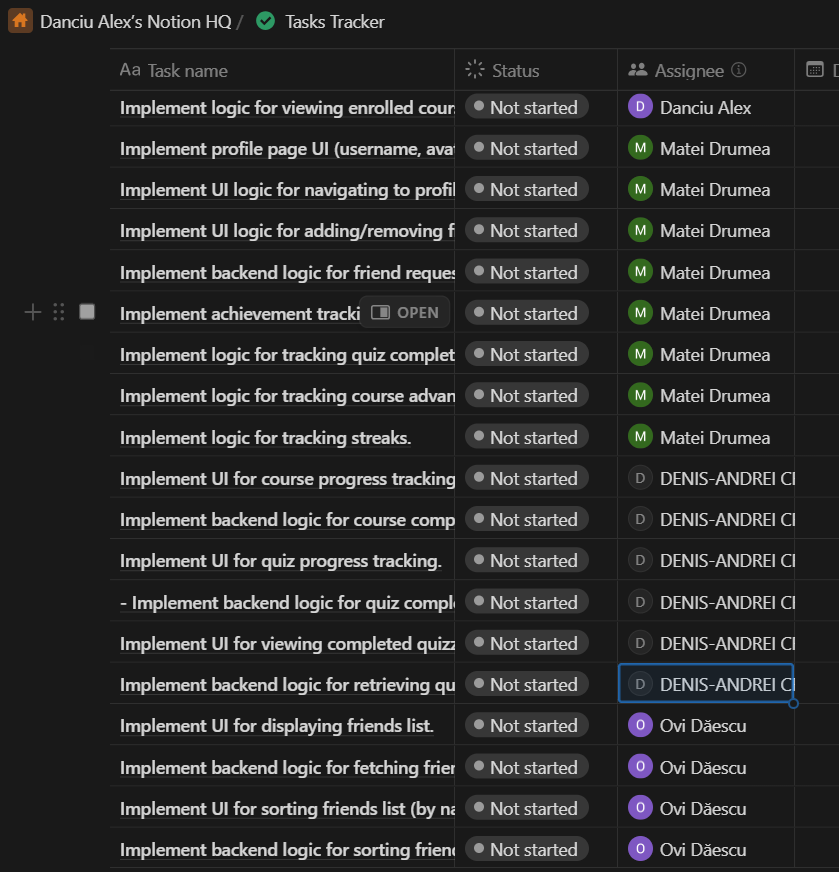 Danciu Alex's Notion HQ / Tasks Tracker
Aa Task name Status Assignee
Implement logic for viewing enrolled cour Not started D Danciu Alex
Implement profile page UI (username, ava Not started M Matei Drumea
Implement UI logic for navigating to profil Not started M Matei Drumea
Implement UI logic for adding/removing f Not started M Matei Drumea
Implement backend logic for friend reques Not started M Matei Drumea
Implement achievement tracki OPEN Not started M Matei Drumea
Implement logic for tracking quiz complet Not started M Matei Drumea
Implement logic for tracking course advan Not started M Matei Drumea
Implement logic for tracking streaks. Not started M Matei Drumea
Implement UI for course progress tracking Not started D DENIS-ANDREI CI
Implement backend logic for course comp Not started D DENIS-ANDREI CI
Implement UI for quiz progress tracking. Not started D DENIS-ANDREI CI
- Implement backend logic for quiz compl Not started D DENIS-ANDREI CI
Implement UI for viewing completed quizz Not started D DENIS-ANDREI CI
Implement backend logic for retrieving qu Not started D DENIS-ANDREI CI
Implement UI for displaying friends list. Not started O Ovi Dăescu
Implement backend logic for fetching frien Not started O Ovi Dăescu
Implement UI for sorting friends list (by na Not started O Ovi Dăescu
Implement backend logic for sorting frienc Not started O Ovi Dăescu